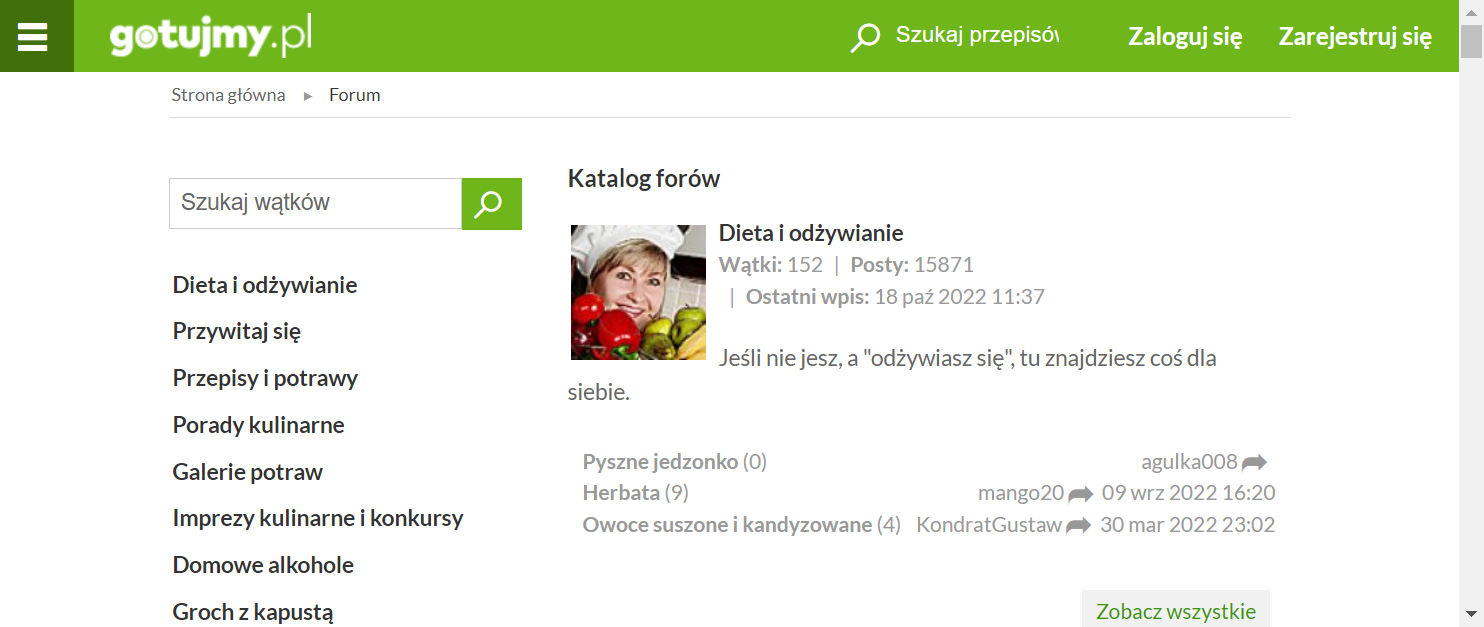 gotujmy.pl
Szukaj przepisów
Zaloguj się
Zarejestruj się
Strona główna ▸ Forum
Szukaj wątków
Dieta i odżywianie
Przywitaj się
Przepisy i potrawy
Porady kulinarne
Galerie potraw
Imprezy kulinarne i konkursy
Domowe alkohole
Groch z kapustą
Katalog forów
Dieta i odżywianie
Wątki: 152 | Posty: 15871
| Ostatni wpis: 18 paź 2022 11:37
Jeśli nie jesz, a "odżywiasz się", tu znajdziesz coś dla
siebie.
Pyszne jedzonko (0) agulka008
Herbata (9) mango20 09 wrz 2022 16:20
Owoce suszone i kandyzowane (4) KondratGustaw 30 mar 2022 23:02
Zobacz wszystkie